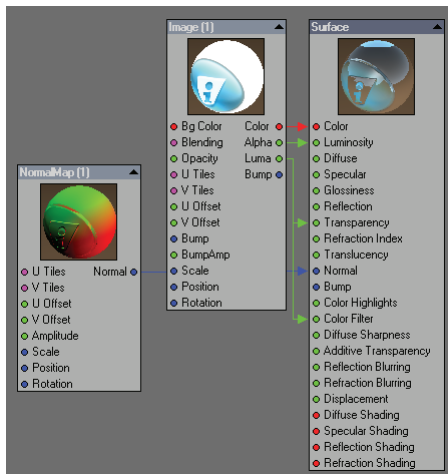 NormalMap (1)
U Tiles Normal
V Tiles
U Offset
V Offset
Amplitude
Scale
Position
Rotation
Image (1)
Bg Color Color
Blending Alpha
Opacity Luma
U Tiles Bump
V Tiles
U Offset
V Offset
Bump
BumpAmp
Scale
Position
Rotation
Surface
Color
Luminosity
Diffuse
Specular
Glossiness
Reflection
Transparency
Refraction Index
Translucency
Normal
Bump
Color Highlights
Color Filter
Diffuse Sharpness
Additive Transparency
Reflection Blurring
Refraction Blurring
Displacement
Diffuse Shading
Specular Shading
Reflection Shading
Refraction Shading